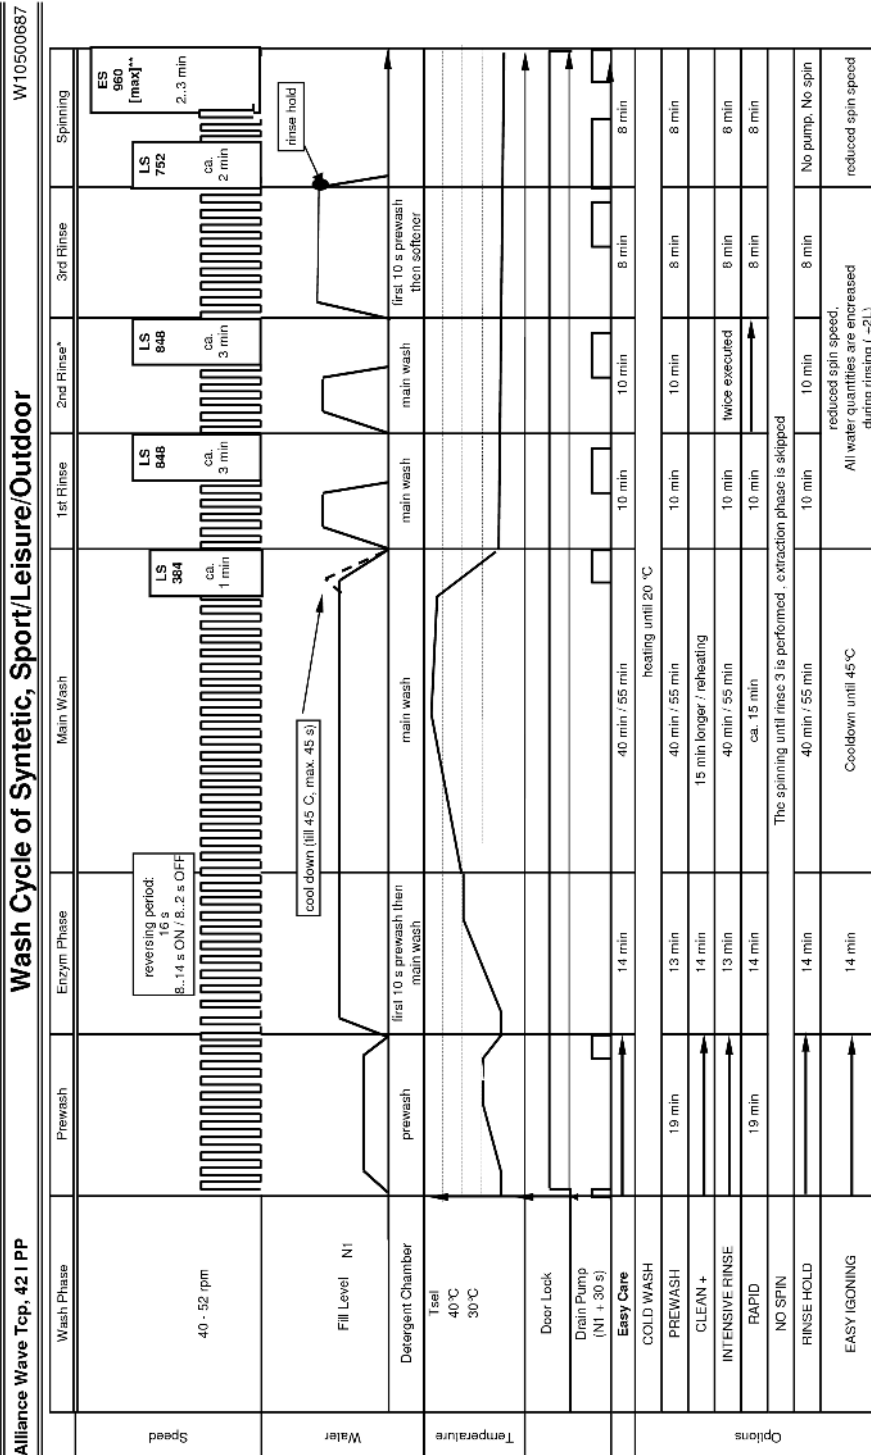 Alliance Wave Tcp, 42 l PP
Wash Cycle of Syntetic, Sport/Leisure/Outdoor
W10500687
Wash Phase
Prewash
Enzym Phase
Main Wash
1st Rinse
2nd Rinse*
3rd Rinse
Spinning
Speed
40 - 52 rpm
reversing period:
16 s
8..14 s ON / 8..2 s OFF
LS
384
ca.
1 min
LS
848
ca.
3 min
LS
848
ca.
3 min
LS
752
ca.
2 min
ES
960
[max]**
2..3 min
Water
Fill Level N1
cool down (till 45 C, max. 45 s)
rinse hold
Detergent Chamber
prewash
first 10 s prewash then
main wash
main wash
main wash
main wash
first 10 s prewash
then softener
Temperature
Tsel
40°C
30°C
Door Lock
Drain Pump
(N1 + 30 s)
Options
Easy Care
14 min
40 min / 55 min
10 min
10 min
8 min
8 min
COLD WASH
heating until 20 °C
PREWASH
19 min
13 min
40 min / 55 min
10 min
10 min
8 min
8 min
CLEAN +
14 min
15 min longer / reheating
INTENSIVE RINSE
13 min
40 min / 55 min
10 min
twice executed
8 min
8 min
RAPID
19 min
14 min
ca. 15 min
10 min
8 min
8 min
NO SPIN
The spinning until rinse 3 is performed , extraction phase is skipped
RINSE HOLD
14 min
40 min / 55 min
10 min
10 min
8 min
No pump, No spin
EASY IGONING
14 min
Cooldown until 45°C
reduced spin speed,
All water quantities are encreased
during rinsing ( +2L)
reduced spin speed